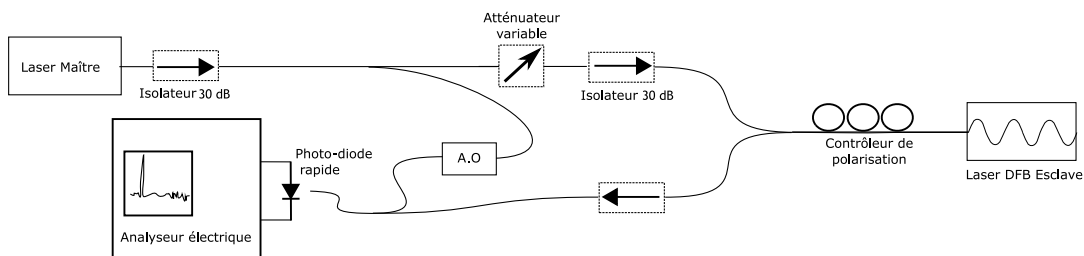 Atténuateur
variable
Laser Maître
Isolateur 30 dB
Isolateur 30 dB
Photo-diode
rapide
A.O
Contrôleur de
polarisation
Laser DFB Esclave
Analyseur électrique